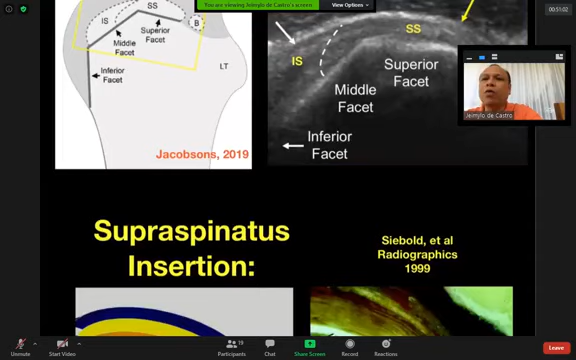 You are viewing Jeimylo de Castro's screen
View Options
00:51:02
IS
SS
B
Middle
Facet
Superior
Facet
Inferior
Facet
LT
Jacobsons, 2019
IS
SS
Middle
Facet
Superior
Facet
Inferior
Facet
Jeimylo de Castro
Supraspinatus
Insertion:
Siebold, et al
Radiographics
1999
Unmute
Start Video
Participants
19
Chat
Share Screen
Record
Reactions
Leave